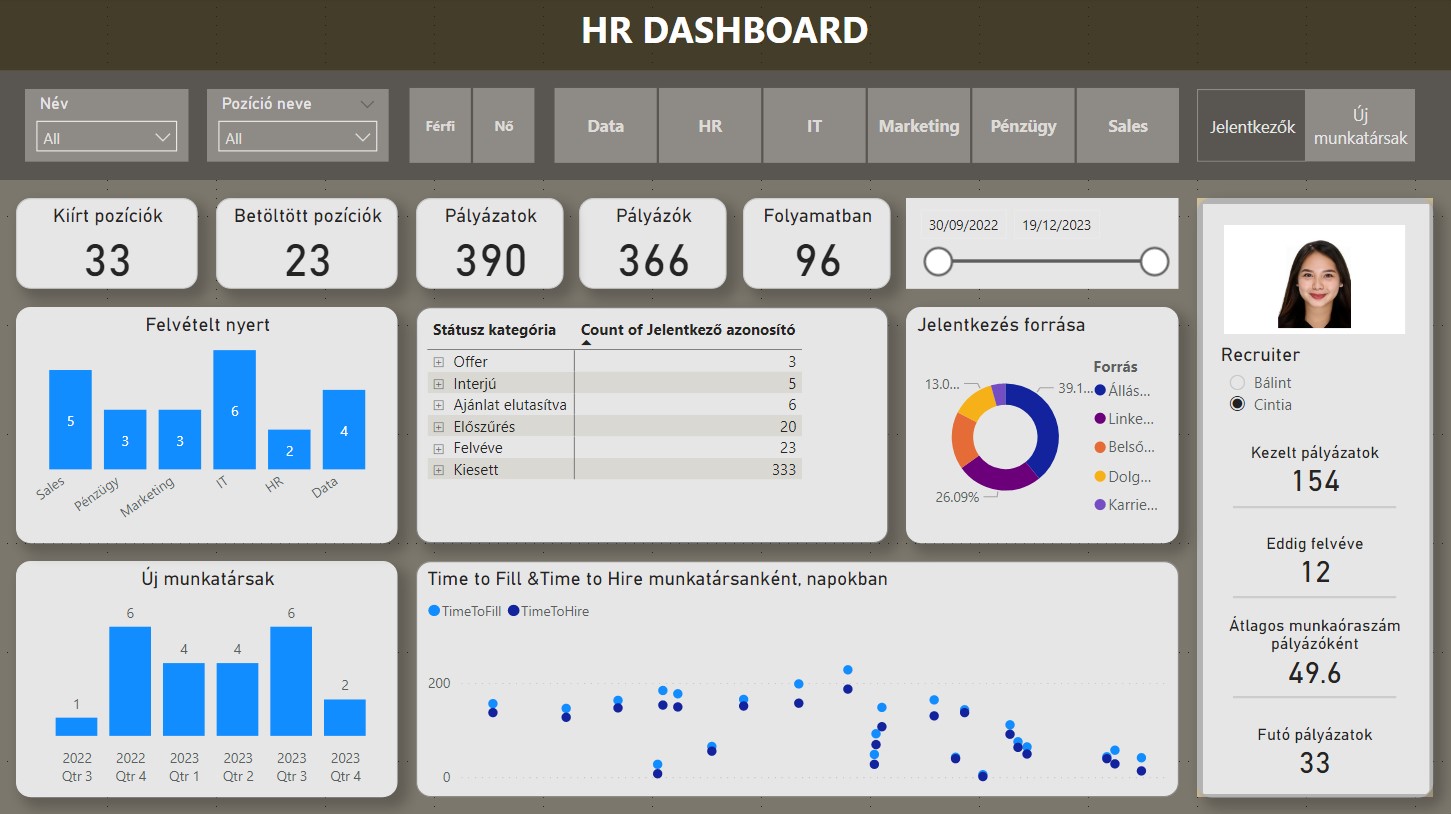 HR DASHBOARD
Név
All
Pozíció neve
All
Férfi
Nő
Data
HR
IT
Marketing
Pénzügy
Sales
Jelentkezők
Új
munkatársak
Kiírt pozíciók
33
Betöltött pozíciók
23
Pályázatok
390
Pályázók
366
Folyamatban
96
30/09/2022 19/12/2023
Felvételt nyert
5
3
3
6
2
4
Sales
Pénzügy
Marketing
IT
HR
Data
Státusz kategória Count of Jelentkező azonosító
Offer 3
Interjú 5
Ajánlat elutasítva 6
Előszűrés 20
Felvéve 23
Kiesett 333
Jelentkezés forrása
13.0...
39.1...
26.09%
Forrás
Állás...
Linke...
Belső...
Dolg...
Karrie...
Új munkatársak
1
6
4
4
6
2
2022 2022 2023 2023 2023 2023
Qtr 3 Qtr 4 Qtr 1 Qtr 2 Qtr 3 Qtr 4
Time to Fill &Time to Hire munkatársanként, napokban
TimeToFill TimeToHire
200
0
Recruiter
Bálint
Cintia
Kezelt pályázatok
154
Eddig felvéve
12
Átlagos munkaóraszám
pályázóként
49.6
Futó pályázatok
33